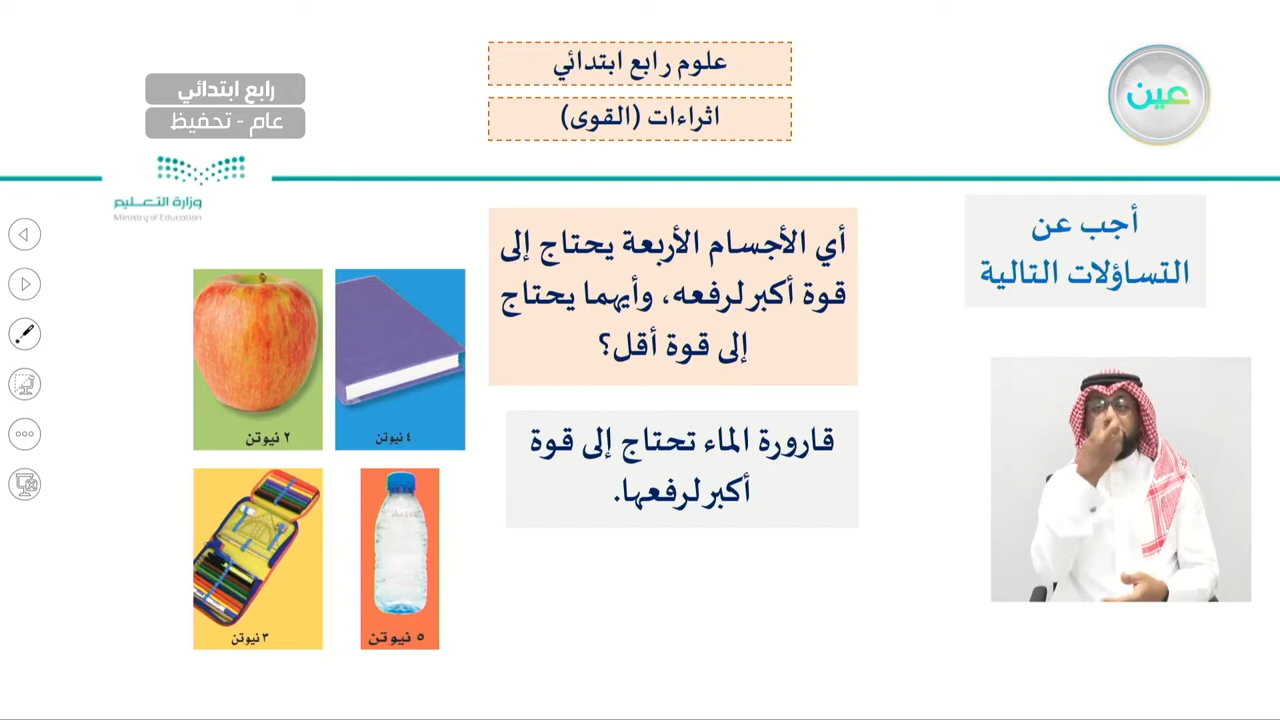 علوم رابع ابتدائي
اثراءات (القوى)
عين
رابع ابتدائي
عام - تحفيظ
وزارة التعـــليم
Ministry of Education
أجب عن
التساؤلات التالية
أي الأجسام الأربعة يحتاج إلى
قوة أكبر لرفعه، وأيهما يحتاج
إلى قوة أقل؟
قارورة الماء تحتاج إلى قوة
أكبر لرفعها.
٤ نيوتن
٢ نيوتن
٥ نيوتن
٣ نيوتن